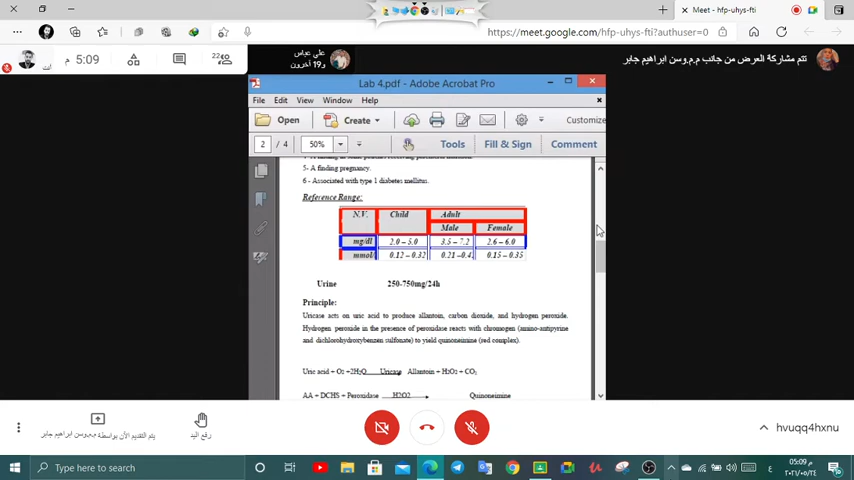 Meet - hfp-uhys-fti
https://meet.google.com/hfp-uhys-fti?authuser=0
م 5:09
22
أنت
علي عباس
و19 آخرون
تتم مشاركة العرض من جانب م.م.وسن ابراهيم جابر
Lab 4.pdf - Adobe Acrobat Pro
File Edit View Window Help
Open Create Customize
2 / 4 50% Tools Fill & Sign Comment
5- A finding pregnancy.
6 - Associated with type 1 diabetes mellitus.
Reference Range:
N.V. Child Adult
Male Female
mg/dl 2.0 – 5.0 3.5 – 7.2 2.6 – 6.0
mmol/ 0.12 – 0.32 0.21 –0.4 0.15 – 0.35
Urine 250-750mg/24h
Principle:
Uricase acts on uric acid to produce allantoin, carbon dioxide, and hydrogen peroxide.
Hydrogen peroxide in the presence of peroxidase reacts with chromogen (amino-antipyrine
and dichlorohydroxybenzen sulfonate) to yield quinoneimine (red complex).
Uric acid + O2 +2H2O Uricase Allantoin + H2O2 + CO2
AA + DCHS + Peroxidase H2O2 Quinoneimine
يتم التقديم الآن بواسطة م.م.وسن ابراهيم جابر
رفع اليد
hvuqq4hxnu
Type here to search
ع
05:09 م